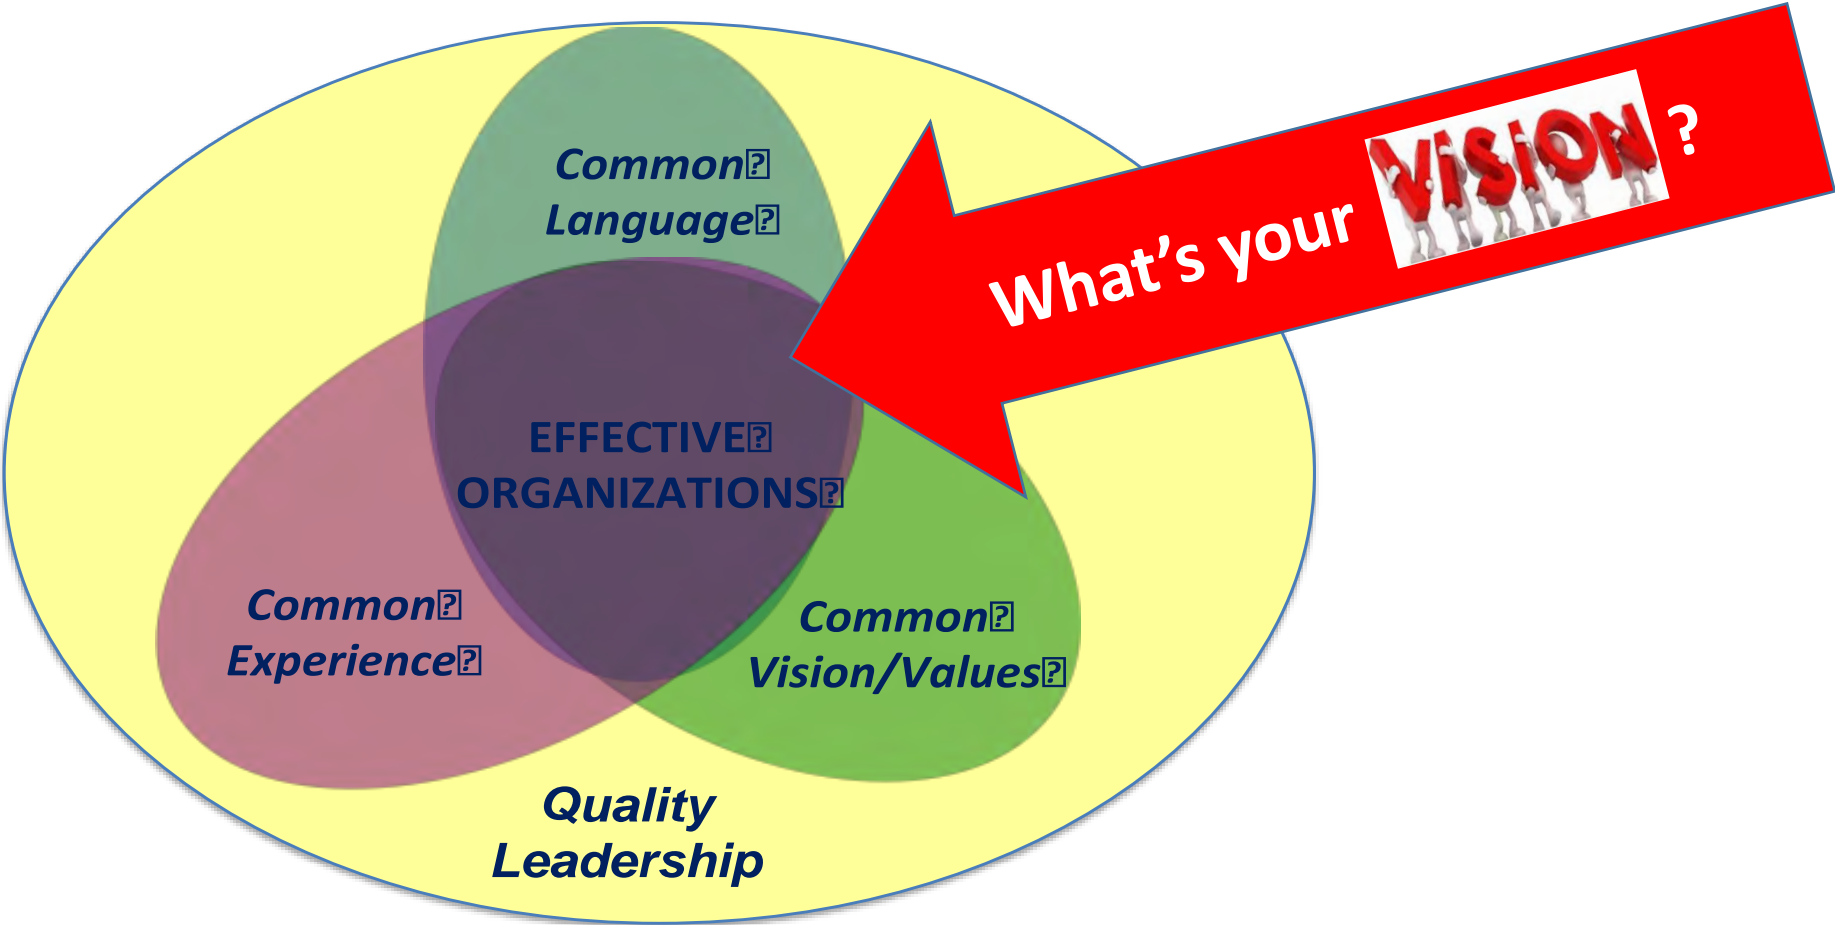 Common
Language
What's your VISION ?
EFFECTIVE
ORGANIZATIONS
Common
Experience
Common
Vision/Values
Quality
Leadership